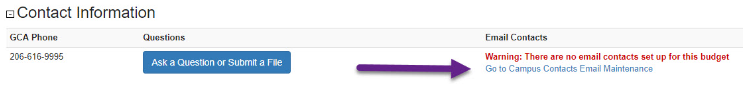 Contact Information
GCA Phone Questions Email Contacts
206-616-9995 Ask a Question or Submit a File Warning: There are no email contacts set up for this budget
Go to Campus Contacts Email Maintenance